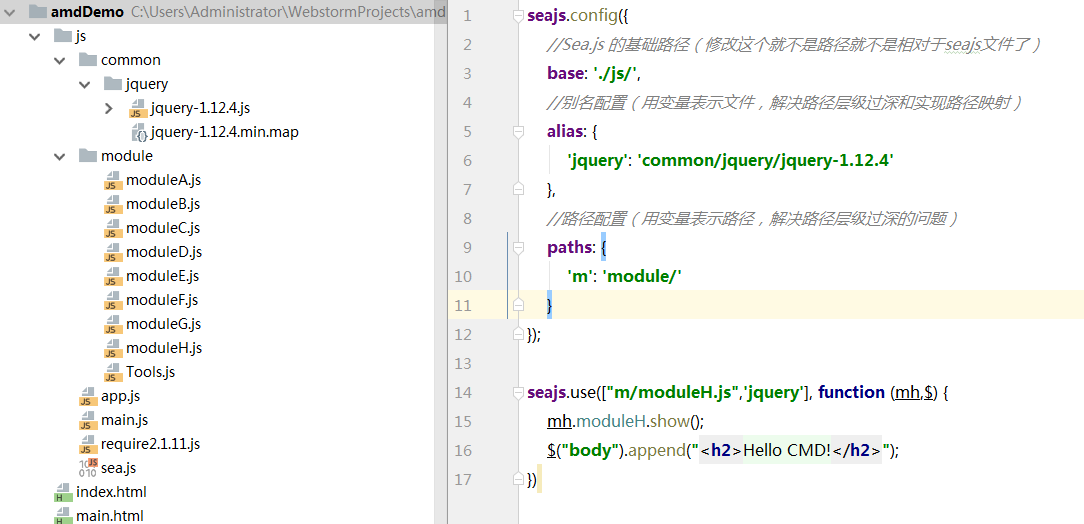 amdDemo C:\Users\Administrator\WebstormProjects\amd
js
common
jquery
jquery-1.12.4.js
jquery-1.12.4.min.map
module
moduleA.js
moduleB.js
moduleC.js
moduleD.js
moduleE.js
moduleF.js
moduleG.js
moduleH.js
Tools.js
app.js
main.js
require2.1.11.js
sea.js
index.html
main.html
1 seajs.config({
2 //Sea.js 的基础路径（修改这个就不是路径就不是相对于seajs文件了）
3 base: './js/',
4 //别名配置（用变量表示文件，解决路径层级过深和实现路径映射）
5 alias: {
6 'jquery': 'common/jquery/jquery-1.12.4'
7 },
8 //路径配置（用变量表示路径，解决路径层级过深的问题）
9 paths: {
10 'm': 'module/'
11 }
12 });
13
14 seajs.use(["m/moduleH.js",'jquery'], function (mh,$) {
15 mh.moduleH.show();
16 $("body").append("<h2>Hello CMD!</h2>");
17 })